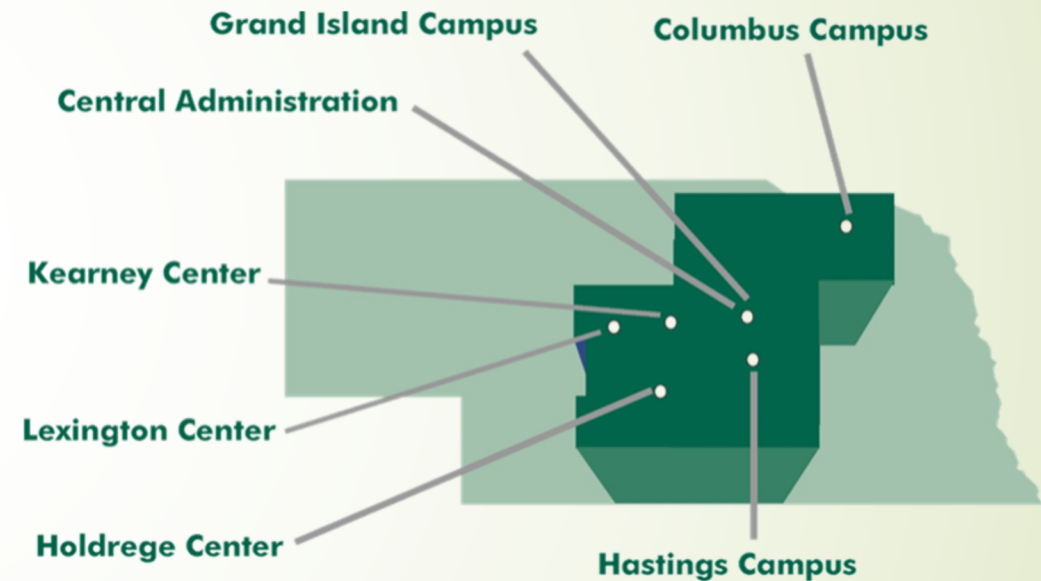 Grand Island Campus
Columbus Campus
Central Administration
Kearney Center
Lexington Center
Holdrege Center
Hastings Campus